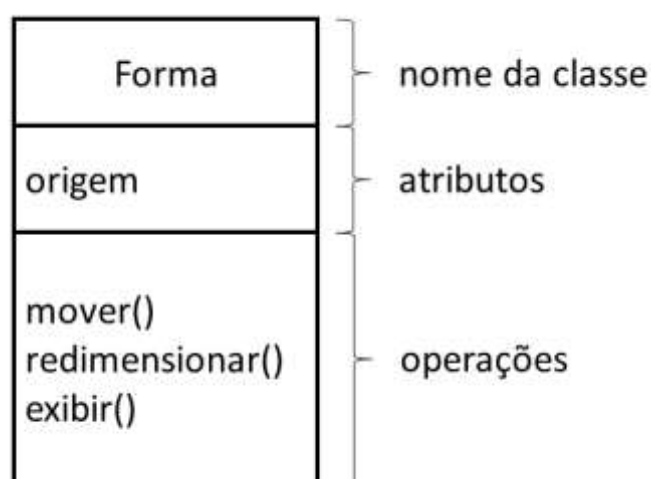 Forma
nome da classe
origem
atributos
mover()
redimensionar()
exibir()
operações